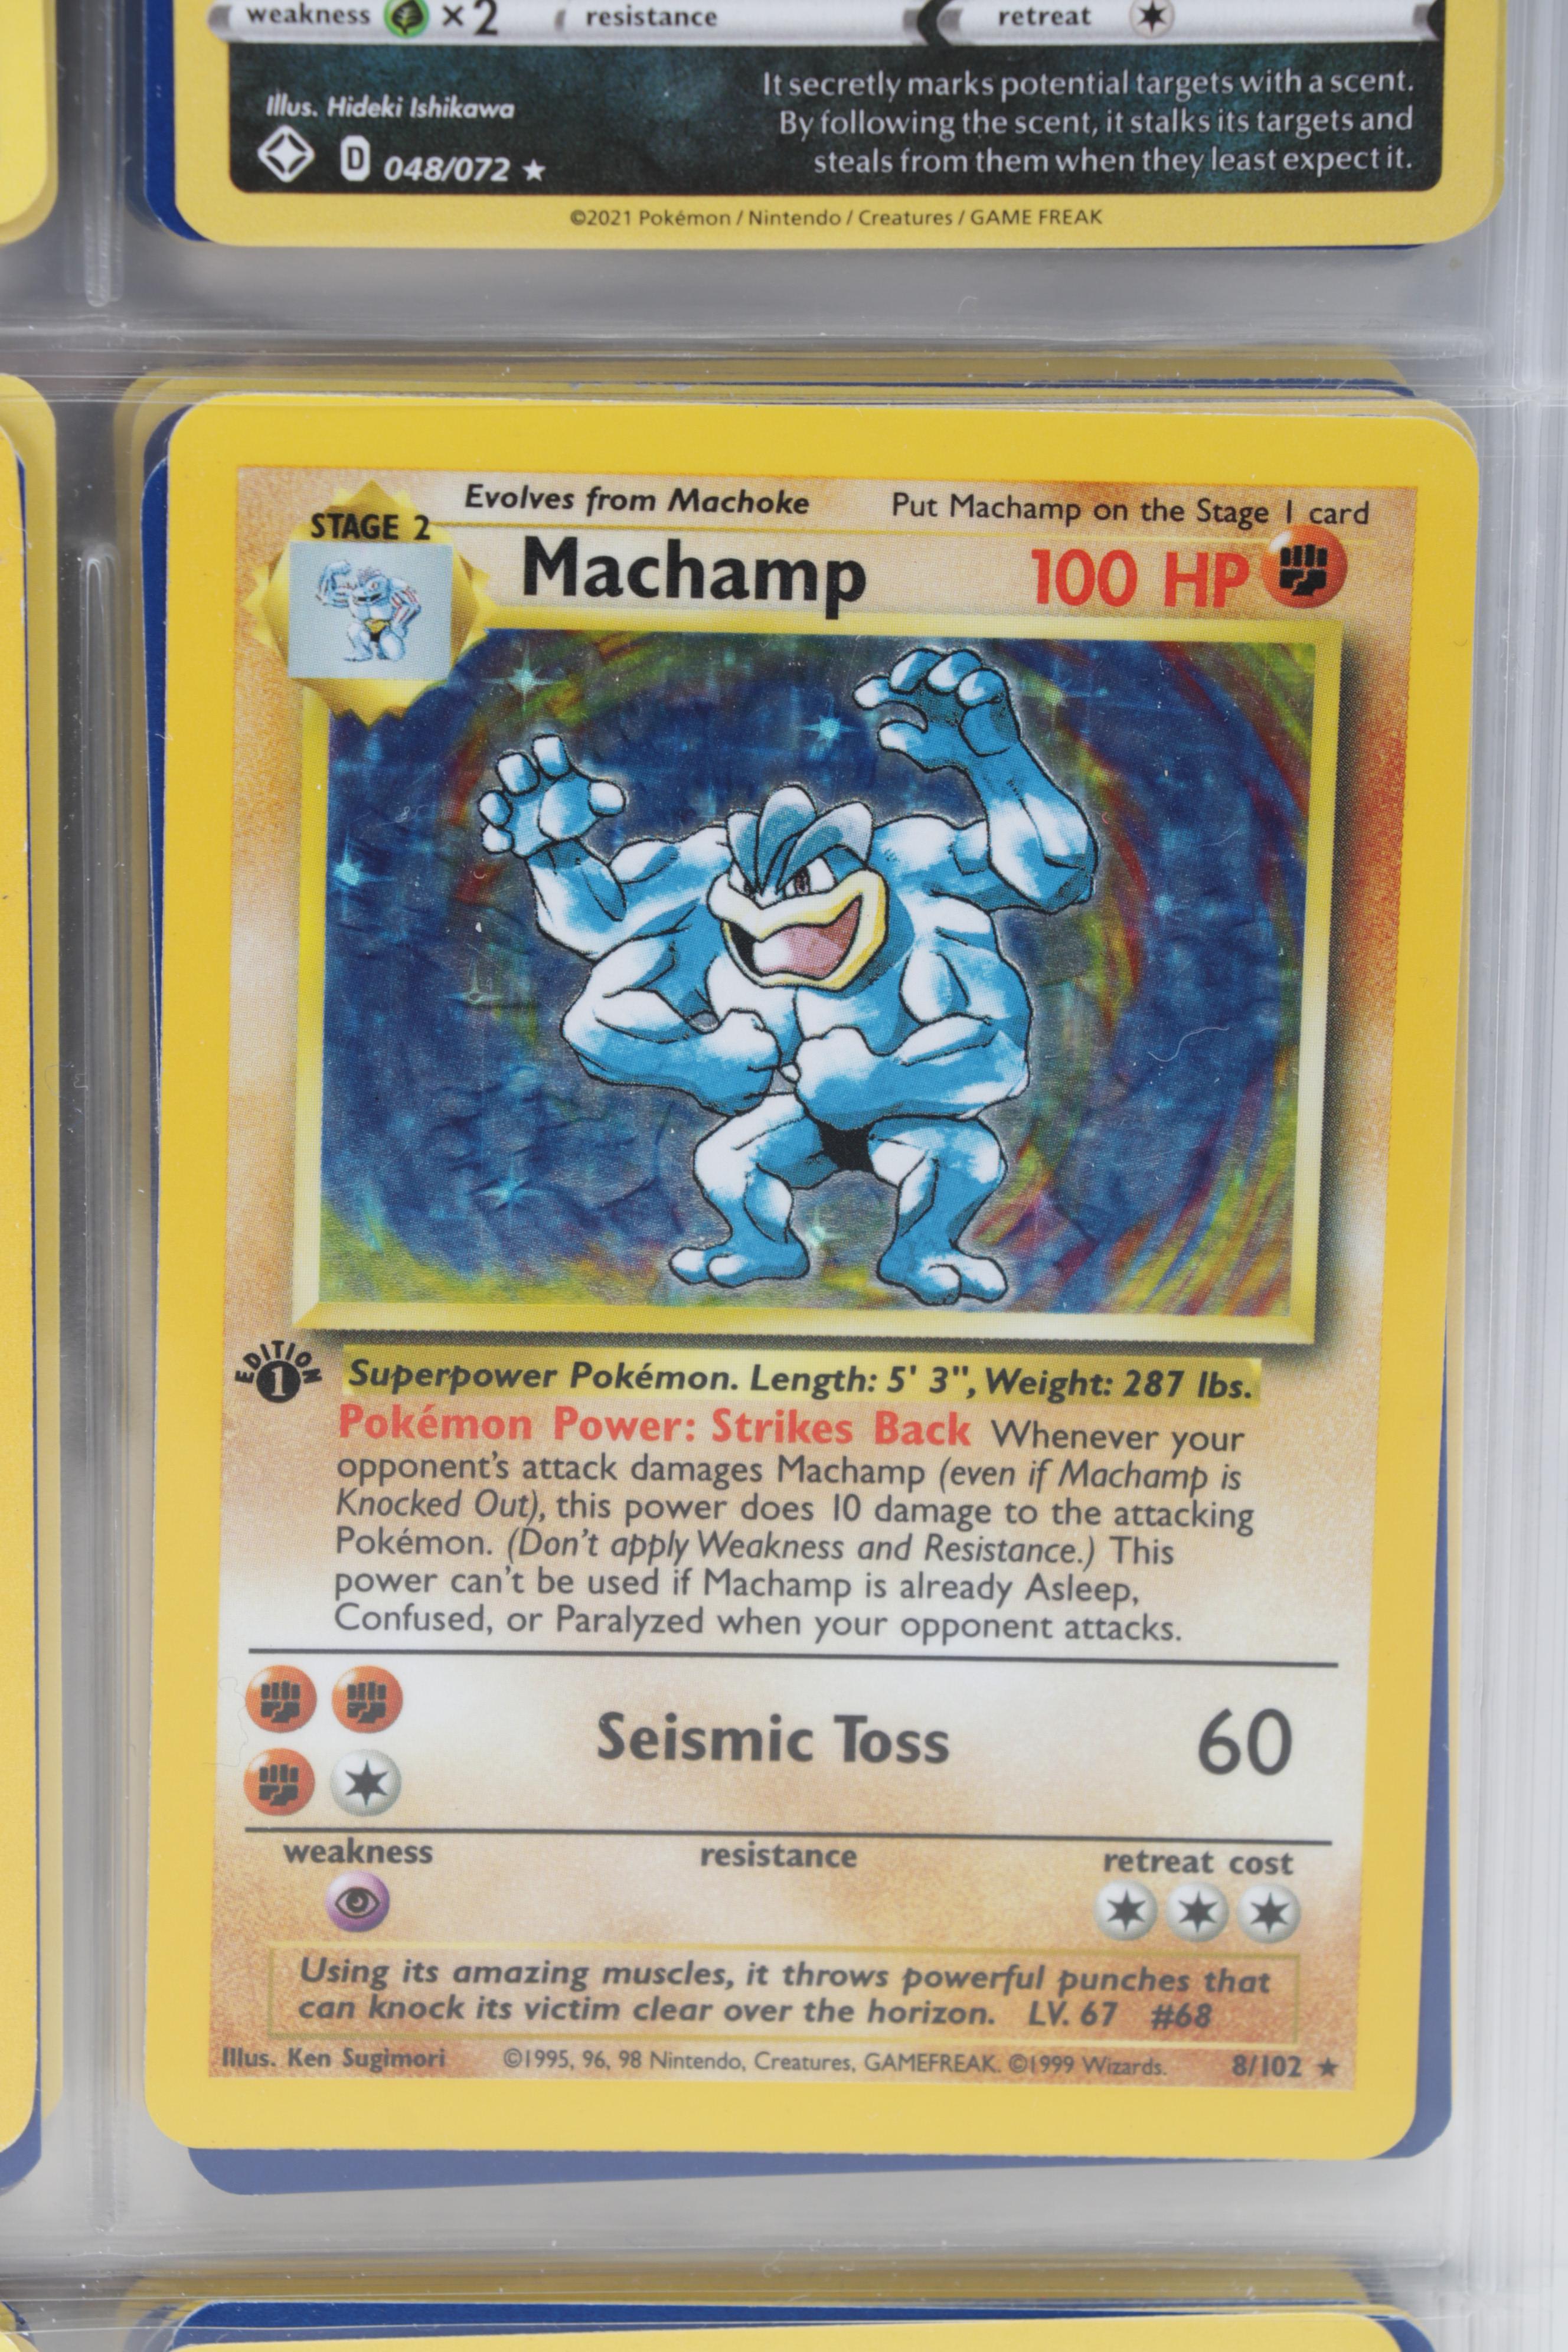 weakness ×2 resistance retreat
Illus. Hideki Ishikawa
D 048/072
It secretly marks potential targets with a scent.
By following the scent, it stalks its targets and
steals from them when they least expect it.
©2021 Pokémon / Nintendo / Creatures / GAME FREAK
Evolves from Machoke Put Machamp on the Stage 1 card
STAGE 2
Machamp 100 HP
EDITION
1
Superpower Pokémon. Length: 5' 3", Weight: 287 lbs.
Pokémon Power: Strikes Back Whenever your
opponent's attack damages Machamp (even if Machamp is
Knocked Out), this power does 10 damage to the attacking
Pokémon. (Don't apply Weakness and Resistance.) This
power can't be used if Machamp is already Asleep,
Confused, or Paralyzed when your opponent attacks.
Seismic Toss 60
weakness resistance retreat cost
Using its amazing muscles, it throws powerful punches that
can knock its victim clear over the horizon. LV. 67 #68
Illus. Ken Sugimori ©1995, 96, 98 Nintendo, Creatures, GAMEFREAK. ©1999 Wizards. 8/102